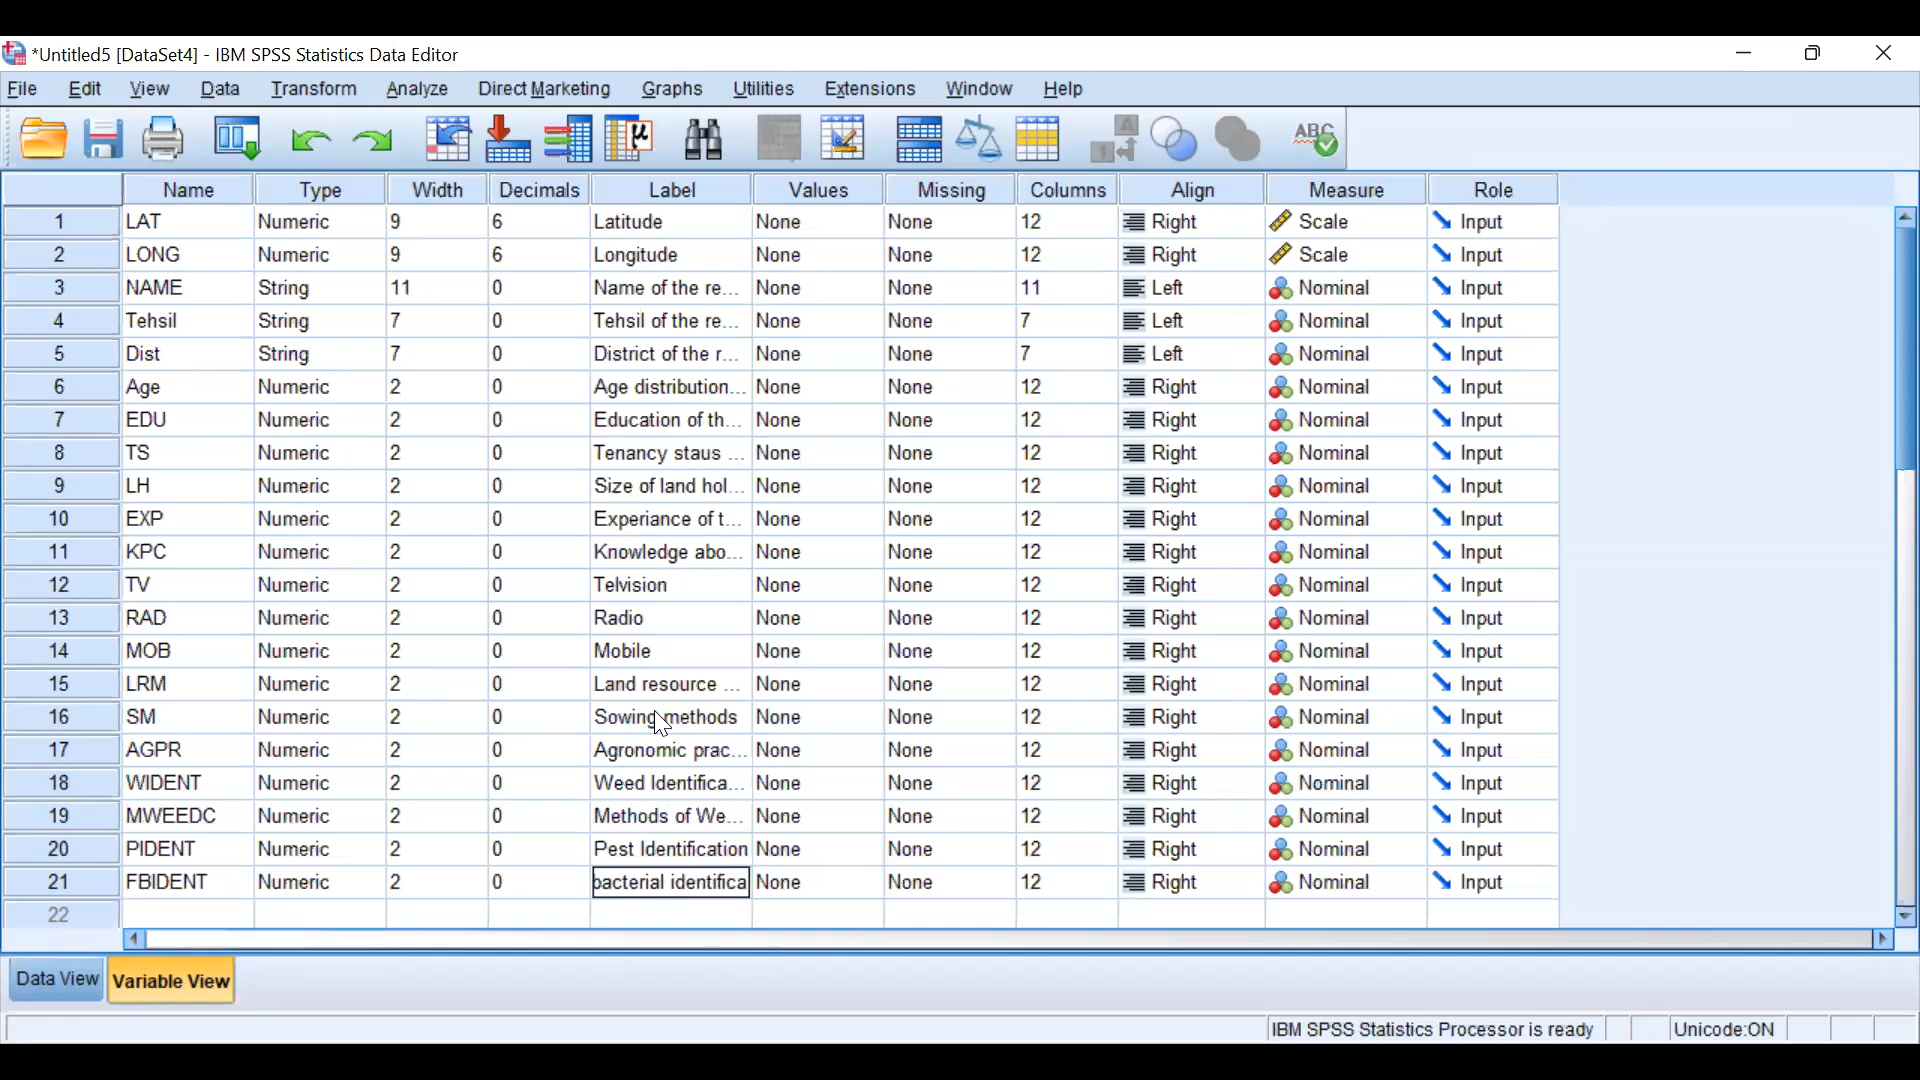 *Untitled5 [DataSet4] - IBM SPSS Statistics Data Editor
File Edit View Data Transform Analyze Direct Marketing Graphs Utilities Extensions Window Help
Name Type Width Decimals Label Values Missing Columns Align Measure Role
1 LAT Numeric 9 6 Latitude None None 12 Right Scale Input
2 LONG Numeric 9 6 Longitude None None 12 Right Scale Input
3 NAME String 11 0 Name of the re... None None 11 Left Nominal Input
4 Tehsil String 7 0 Tehsil of the re... None None 7 Left Nominal Input
5 Dist String 7 0 District of the r... None None 7 Left Nominal Input
6 Age Numeric 2 0 Age distribution... None None 12 Right Nominal Input
7 EDU Numeric 2 0 Education of th... None None 12 Right Nominal Input
8 TS Numeric 2 0 Tenancy staus ... None None 12 Right Nominal Input
9 LH Numeric 2 0 Size of land hol... None None 12 Right Nominal Input
10 EXP Numeric 2 0 Experiance of t... None None 12 Right Nominal Input
11 KPC Numeric 2 0 Knowledge abo... None None 12 Right Nominal Input
12 TV Numeric 2 0 Telvision None None 12 Right Nominal Input
13 RAD Numeric 2 0 Radio None None 12 Right Nominal Input
14 MOB Numeric 2 0 Mobile None None 12 Right Nominal Input
15 LRM Numeric 2 0 Land resource ... None None 12 Right Nominal Input
16 SM Numeric 2 0 Sowing methods None None 12 Right Nominal Input
17 AGPR Numeric 2 0 Agronomic prac... None None 12 Right Nominal Input
18 WIDENT Numeric 2 0 Weed Identifica... None None 12 Right Nominal Input
19 MWEEDC Numeric 2 0 Methods of We... None None 12 Right Nominal Input
20 PIDENT Numeric 2 0 Pest Identification None None 12 Right Nominal Input
21 FBIDENT Numeric 2 0 bacterial identifica None None 12 Right Nominal Input
22
Data View Variable View
IBM SPSS Statistics Processor is ready Unicode:ON